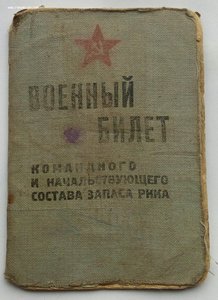 ВОЕННЫЙ
БИЛЕТ
КОМАНДНОГО
И НАЧАЛЬСТВУЮЩЕГО
СОСТАВА ЗАПАСА РККА